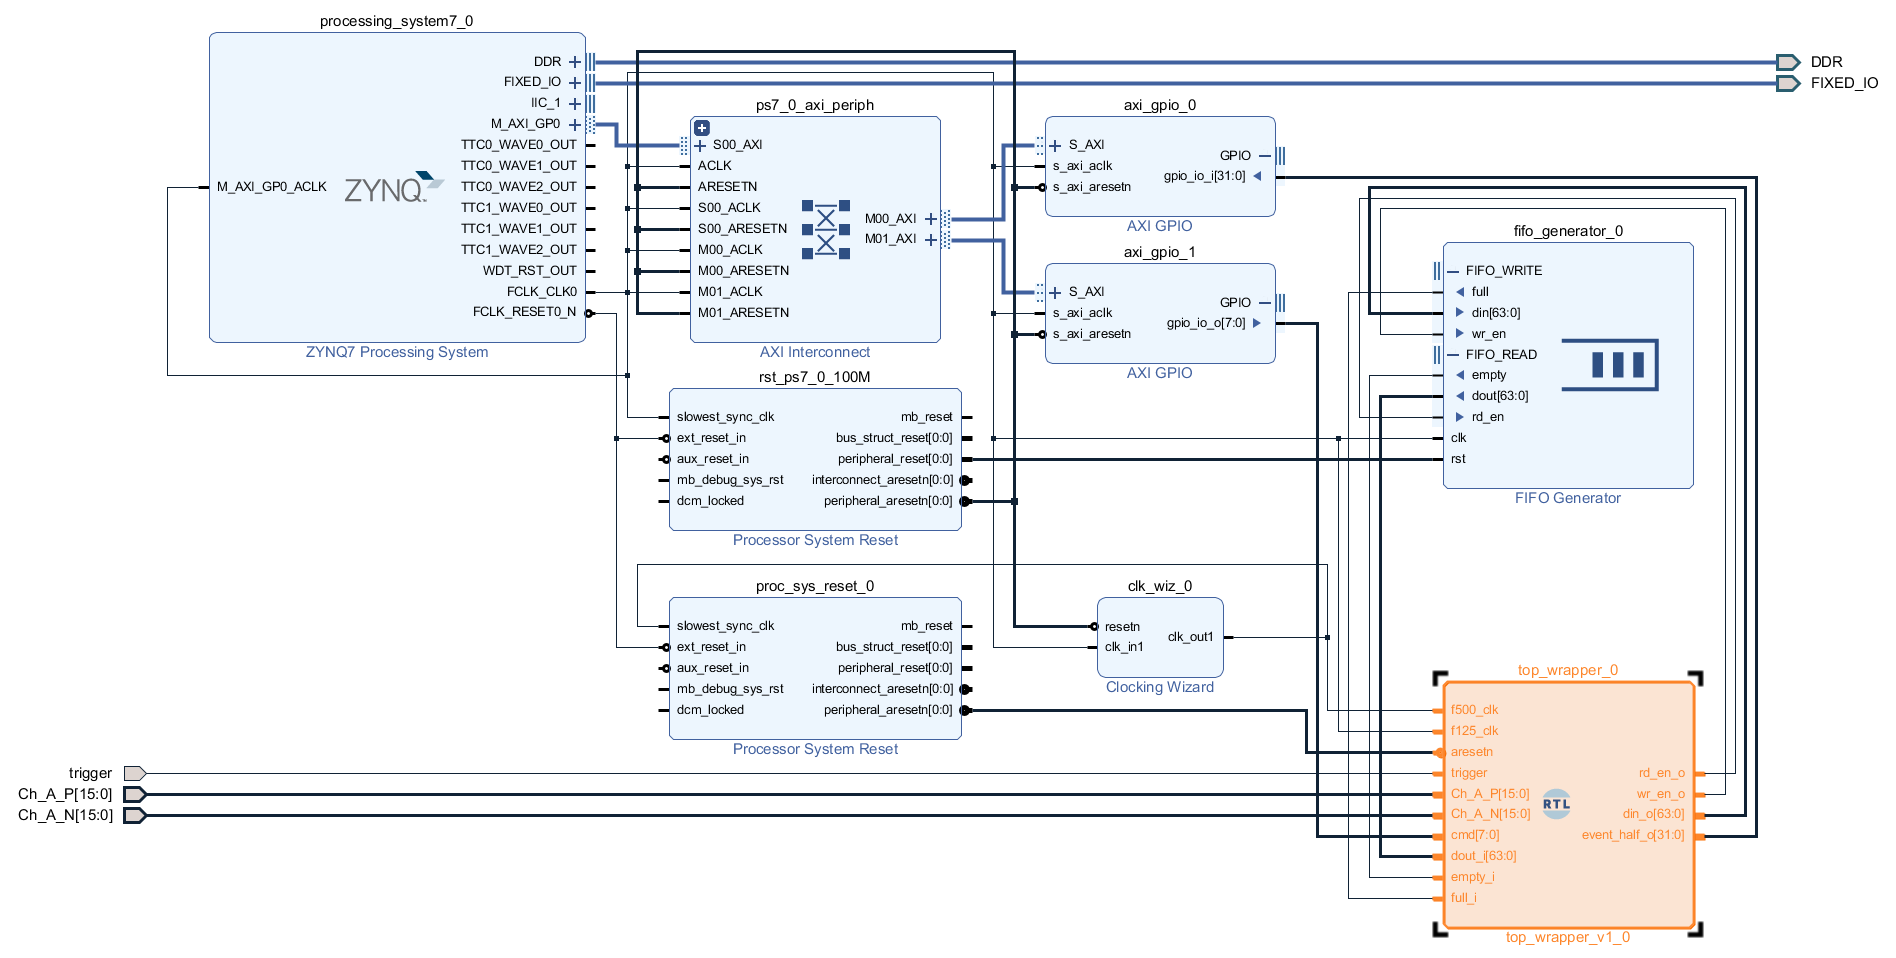 processing_system7_0
DDR
FIXED_IO
IIC_1
M_AXI_GP0
TTC0_WAVE0_OUT
TTC0_WAVE1_OUT
M_AXI_GP0_ACLK
ZYNQ
TTC0_WAVE2_OUT
TTC1_WAVE0_OUT
TTC1_WAVE1_OUT
TTC1_WAVE2_OUT
WDT_RST_OUT
FCLK_CLK0
FCLK_RESET0_N
ZYNQ7 Processing System
ps7_0_axi_periph
S00_AXI
ACLK
ARESETN
S00_ACLK
S00_ARESETN
M00_ACLK
M00_ARESETN
M01_ACLK
M01_ARESETN
M00_AXI
M01_AXI
AXI Interconnect
axi_gpio_0
S_AXI
s_axi_aclk
s_axi_aresetn
GPIO
gpio_io_i[31:0]
AXI GPIO
axi_gpio_1
S_AXI
s_axi_aclk
s_axi_aresetn
GPIO
gpio_io_o[7:0]
AXI GPIO
DDR
FIXED_IO
fifo_generator_0
FIFO_WRITE
full
din[63:0]
wr_en
FIFO_READ
empty
dout[63:0]
rd_en
clk
rst
FIFO Generator
rst_ps7_0_100M
slowest_sync_clk
ext_reset_in
aux_reset_in
mb_debug_sys_rst
dcm_locked
mb_reset
bus_struct_reset[0:0]
peripheral_reset[0:0]
interconnect_aresetn[0:0]
peripheral_aresetn[0:0]
Processor System Reset
proc_sys_reset_0
slowest_sync_clk
ext_reset_in
aux_reset_in
mb_debug_sys_rst
dcm_locked
mb_reset
bus_struct_reset[0:0]
peripheral_reset[0:0]
interconnect_aresetn[0:0]
peripheral_aresetn[0:0]
Processor System Reset
clk_wiz_0
resetn
clk_in1
clk_out1
Clocking Wizard
trigger
Ch_A_P[15:0]
Ch_A_N[15:0]
top_wrapper_0
f500_clk
f125_clk
aresetn
trigger
Ch_A_P[15:0]
Ch_A_N[15:0]
cmd[7:0]
dout_i[63:0]
empty_i
full_i
RTL
rd_en_o
wr_en_o
din_o[63:0]
event_half_o[31:0]
top_wrapper_v1_0